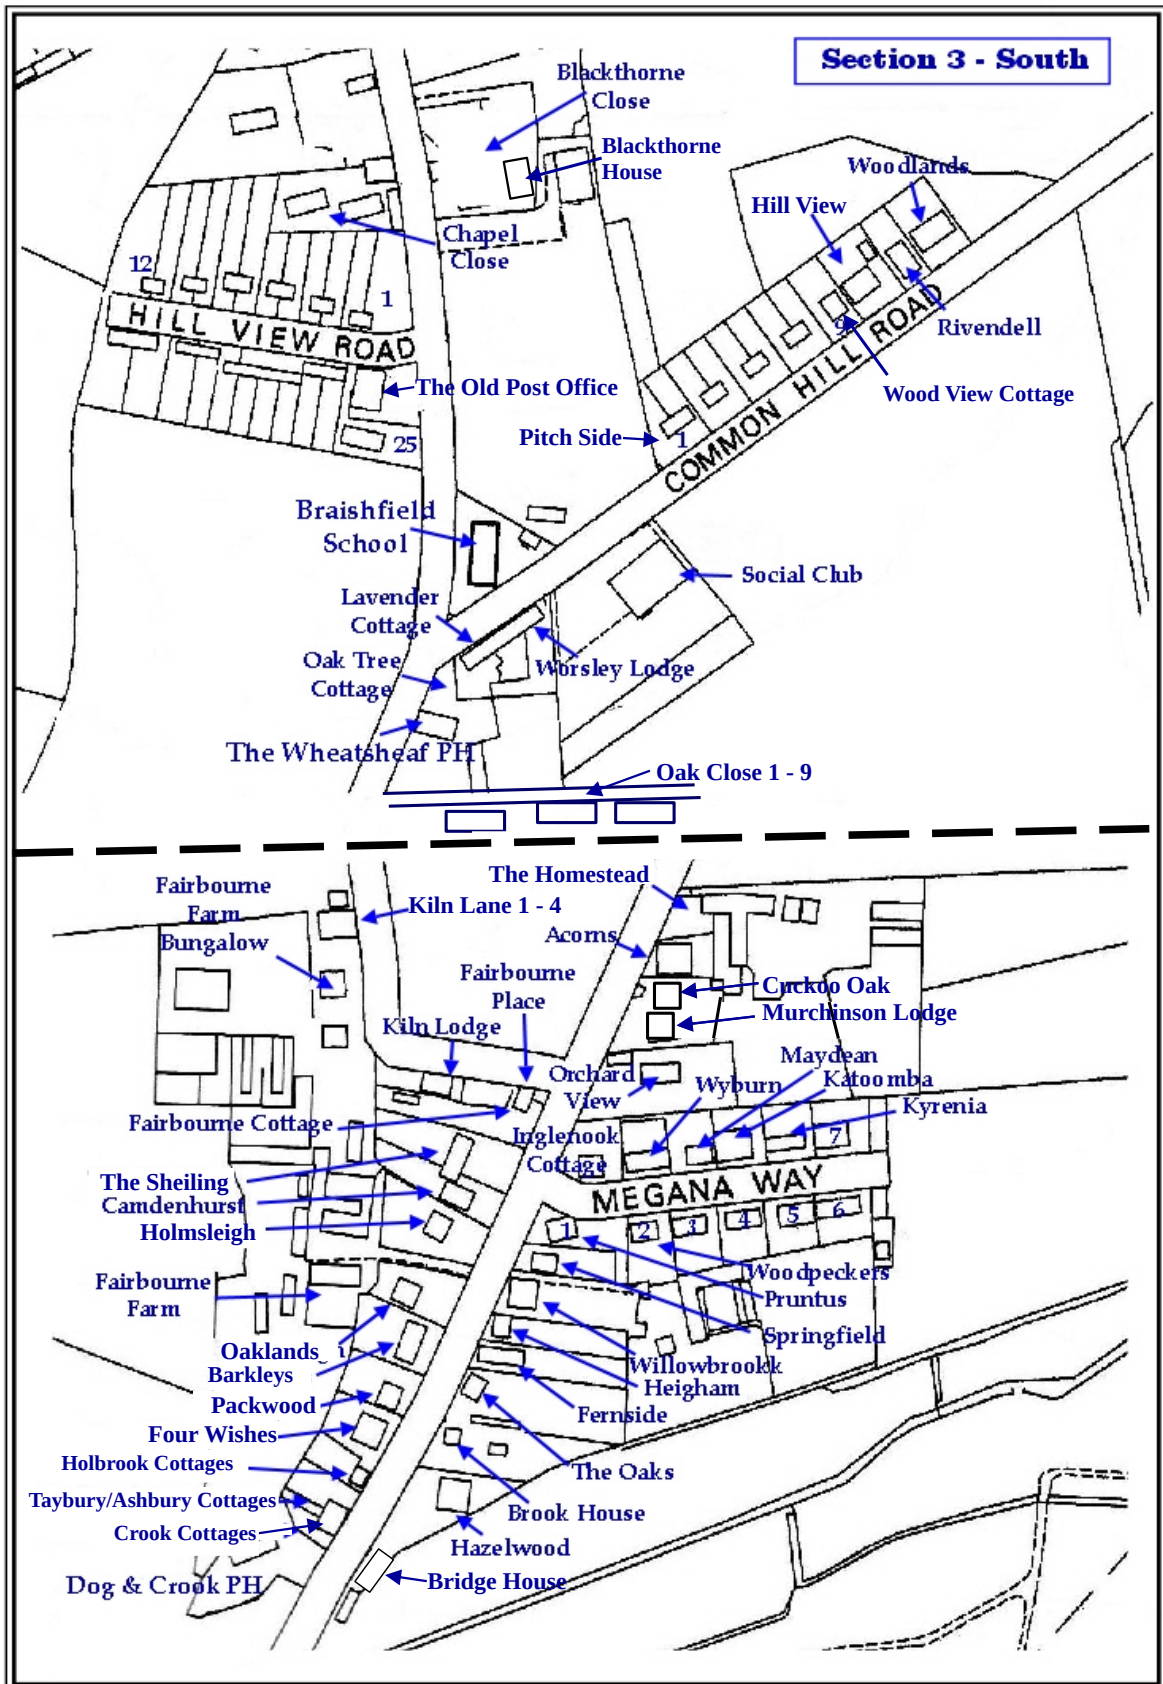 Section 3 - South
Blackthorne
Close
Blackthorne
House
Woodlands
Hill View
Chapel
Close
12
1
HILL VIEW ROAD
9
Rivendell
The Old Post Office
Wood View Cottage
Pitch Side
1
COMMON HILL ROAD
25
Braishfield
School
Social Club
Lavender
Cottage
Oak Tree
Cottage
Worsley Lodge
The Wheatsheaf PH
Oak Close 1 - 9
The Homestead
Fairbourne
Farm
Bungalow
Kiln Lane 1 - 4
Acorns
Fairbourne
Place
Cuckoo Oak
Murchinson Lodge
Kiln Lodge
Maydean
Orchard
View
Wyburn
Katoomba
Kyrenia
Fairbourne Cottage
Inglenook
Cottage
7
The Sheiling
Camdenhurst
Holmsleigh
MEGANA WAY
1
2
3
4
5
6
Woodpeckers
Fairbourne
Farm
Pruntus
Springfield
Oaklands
Barkleys
Willowbrookk
Heigham
Packwood
Fernside
Four Wishes
Holbrook Cottages
The Oaks
Taybury/Ashbury Cottages
Brook House
Crook Cottages
Hazelwood
Dog & Crook PH
Bridge House